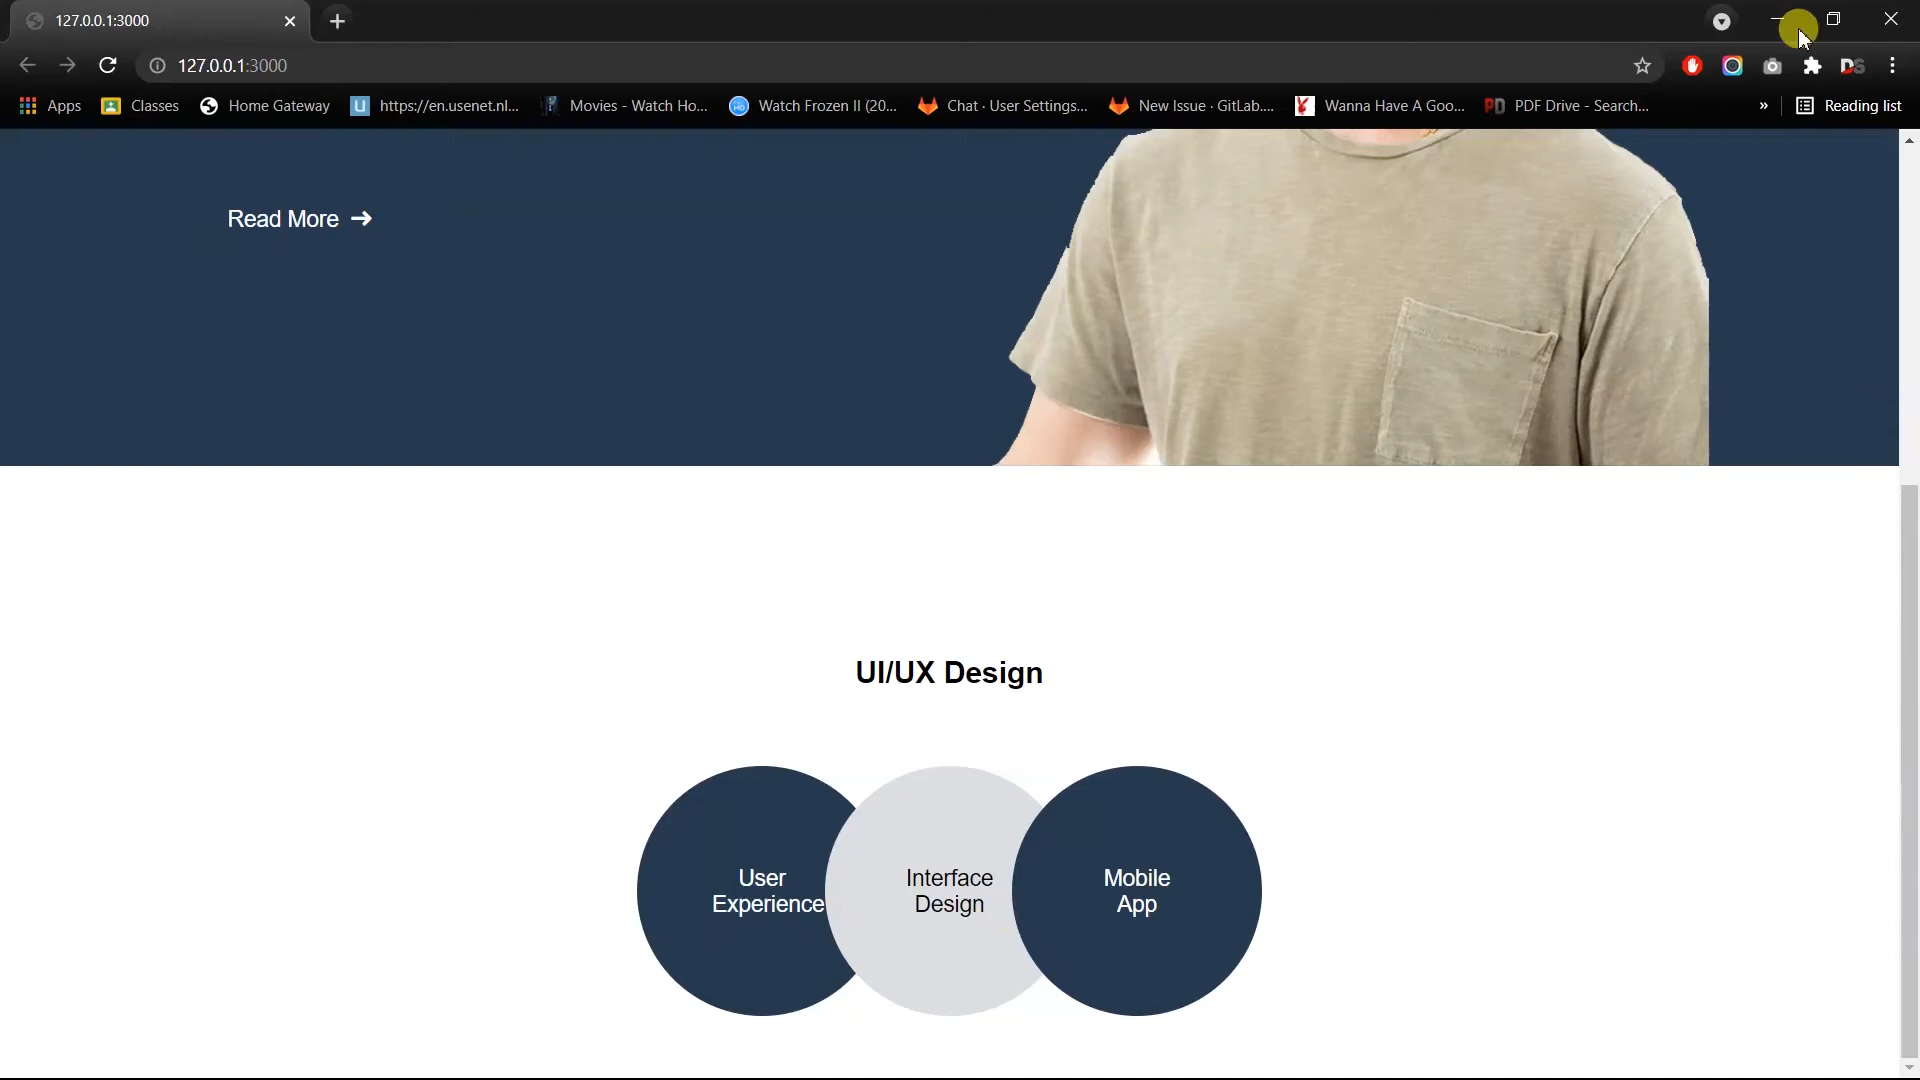 127.0.0.1:3000
127.0.0.1:3000
Apps Classes Home Gateway https://en.usenet.nl... Movies - Watch Ho... Watch Frozen II (20... Chat · User Settings... New Issue · GitLab.... Wanna Have A Goo... PDF Drive - Search... » Reading list
Read More →
UI/UX Design
User
Experience
Interface
Design
Mobile
App